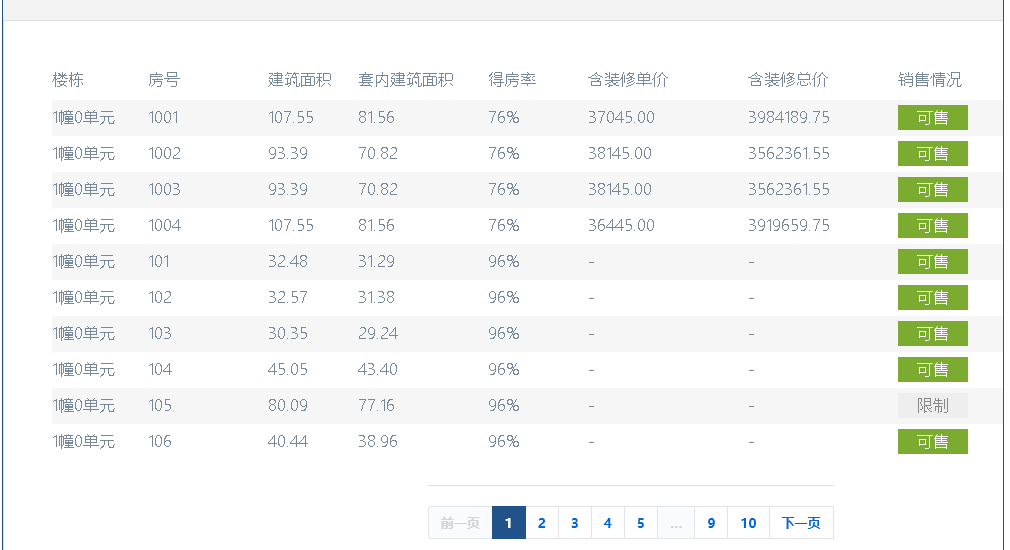 楼栋 房号 建筑面积 套内建筑面积 得房率 含装修单价 含装修总价 销售情况
1幢0单元 1001 107.55 81.56 76% 37045.00 3984189.75 可售
1幢0单元 1002 93.39 70.82 76% 38145.00 3562361.55 可售
1幢0单元 1003 93.39 70.82 76% 38145.00 3562361.55 可售
1幢0单元 1004 107.55 81.56 76% 36445.00 3919659.75 可售
1幢0单元 101 32.48 31.29 96% - - 可售
1幢0单元 102 32.57 31.38 96% - - 可售
1幢0单元 103 30.35 29.24 96% - - 可售
1幢0单元 104 45.05 43.40 96% - - 可售
1幢0单元 105 80.09 77.16 96% - - 限制
1幢0单元 106 40.44 38.96 96% - - 可售
前一页 1 2 3 4 5 ... 9 10 下一页